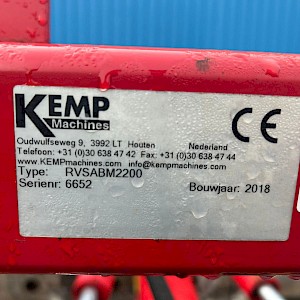 KEMP
Machines
CE
Oudwulfseweg 9, 3992 LT Houten Nederland
Telefoon: +31 (0)30 638 47 42 Fax: +31 (0)30 638 47 44
www.KEMPmachines.com info@kempmachines.com
Type: RVSABM2200
Serienr: 6652 Bouwjaar: 2018